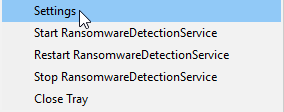 Settings
Start RansomwareDetectionService
Restart RansomwareDetectionService
Stop RansomwareDetectionService
Close Tray